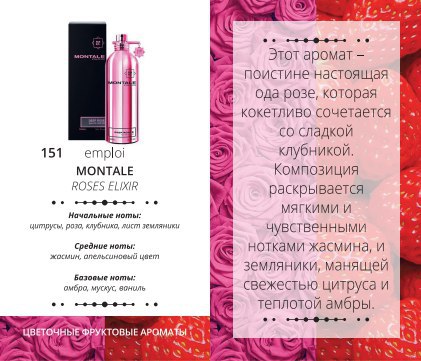 MONTALE
MONTALE
151 emploi
MONTALE
ROSES ELIXIR
Начальные ноты:
цитрусы, роза, клубника, лист земляники
Средние ноты:
жасмин, апельсиновый цвет
Базовые ноты:
амбра, мускус, ваниль
ЦВЕТОЧНЫЕ ФРУКТОВЫЕ АРОМАТЫ
Этот аромат –
поистине настоящая
ода розе, которая
кокетливо сочетается
со сладкой
клубникой.
Композиция
раскрывается
мягкими и
чувственными
нотками жасмина, и
земляники, манящей
свежестью цитруса и
теплотой амбры.